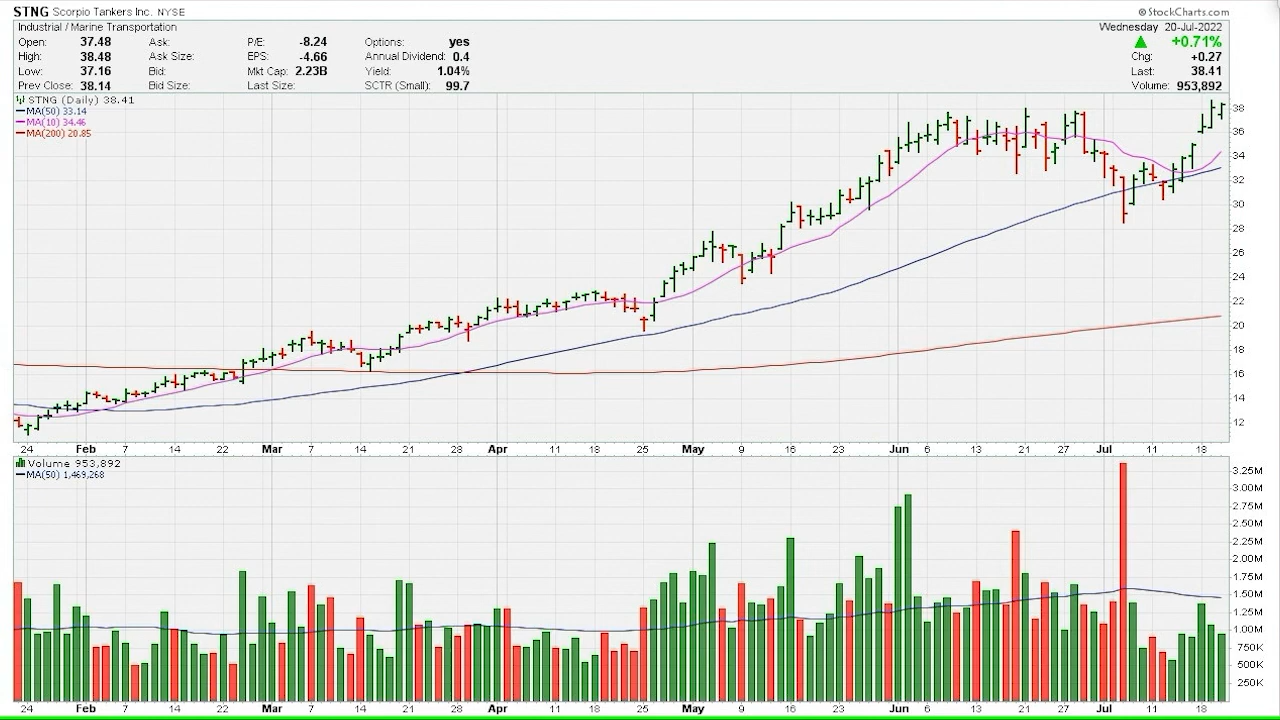 STNG Scorpio Tankers Inc. NYSE © StockCharts.com
Industrial / Marine Transportation Wednesday 20-Jul-2022
Open: 37.48 Ask: P/E: -8.24 Options: yes ▲ +0.71%
High: 38.48 Ask Size: EPS: -4.66 Annual Dividend: 0.4 Chg: +0.27
Low: 37.16 Bid: Mkt Cap: 2.23B Yield: 1.04% Last: 38.41
Prev Close: 38.14 Bid Size: Last Size: SCTR (Small): 99.7 Volume: 953,892
STNG (Daily) 38.41
MA(50) 33.14
MA(10) 34.46
MA(200) 20.85
38
36
34
32
30
28
26
24
22
20
18
16
14
12
24 Feb 7 14 22 Mar 7 14 21 28 Apr 11 18 25 May 9 16 23 Jun 6 13 21 27 Jul 11 18
Volume 953,892
MA(50) 1,469,268
3.25M
3.00M
2.75M
2.50M
2.25M
2.00M
1.75M
1.50M
1.25M
1.00M
750K
500K
250K
24 Feb 7 14 22 Mar 7 14 21 28 Apr 11 18 25 May 9 16 23 Jun 6 13 21 27 Jul 11 18